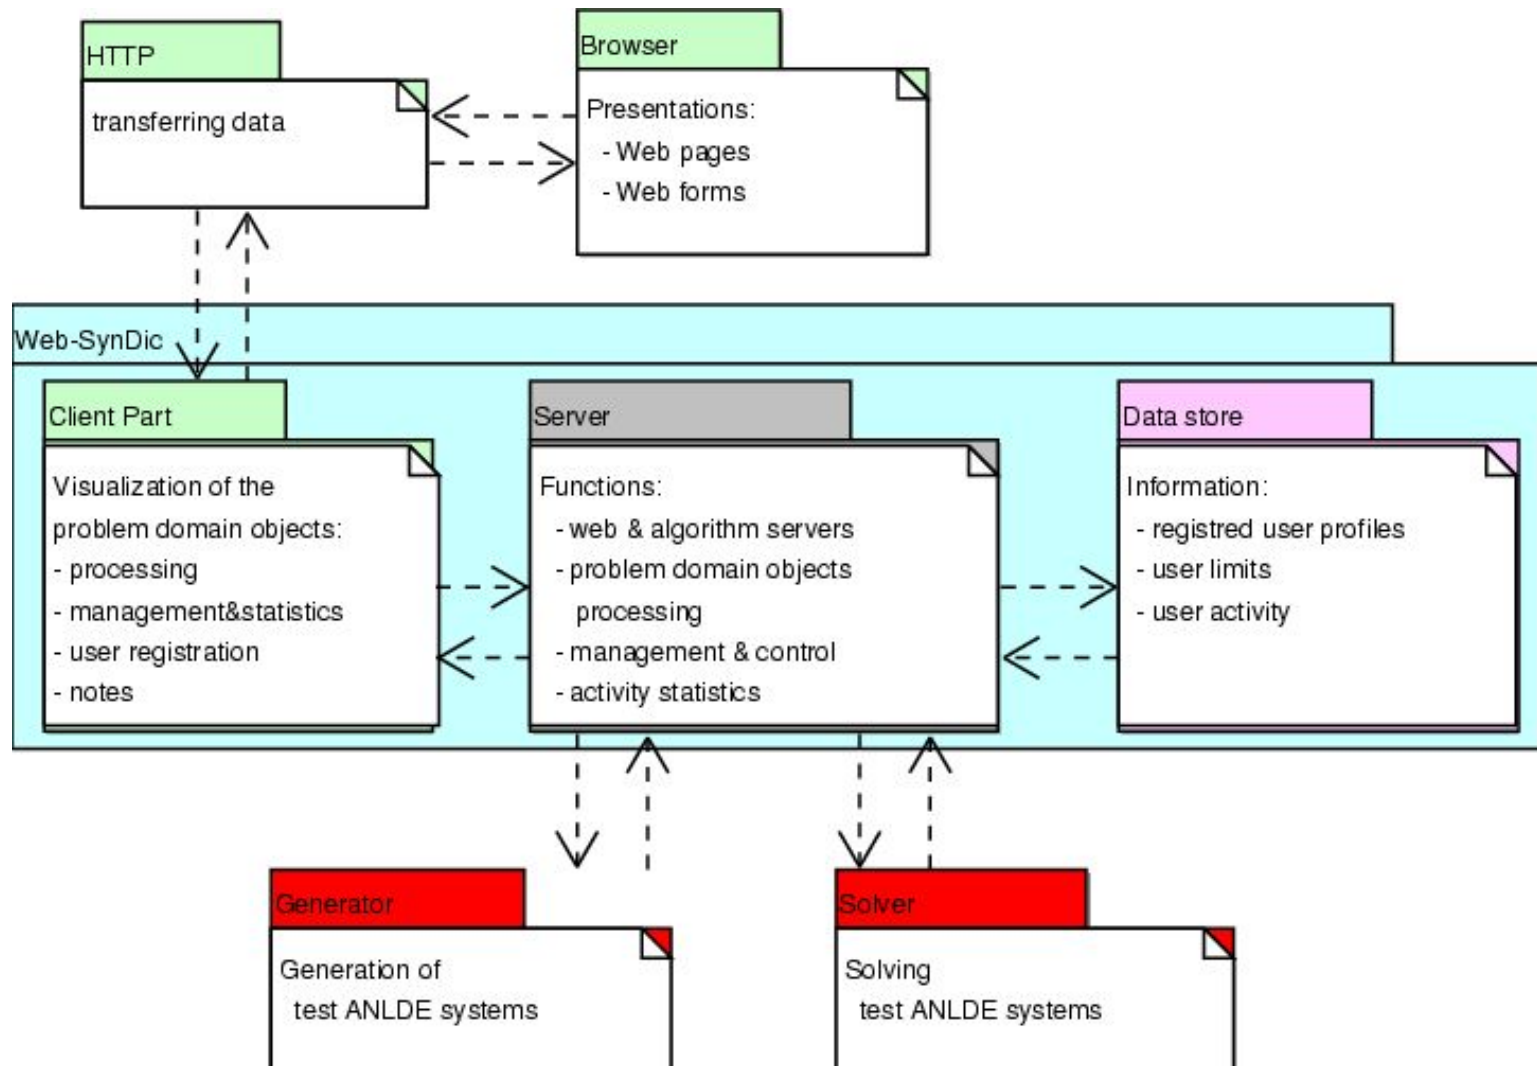 HTTP
transferring data
Browser
Presentations:
- Web pages
- Web forms
Web-SynDic
Client Part
Visualization of the
problem domain objects:
- processing
- management&statistics
- user registration
- notes
Server
Functions:
- web & algorithm servers
- problem domain objects
processing
- management & control
- activity statistics
Data store
Information:
- registred user profiles
- user limits
- user activity
Generator
Generation of
test ANLDE systems
Solver
Solving
test ANLDE systems